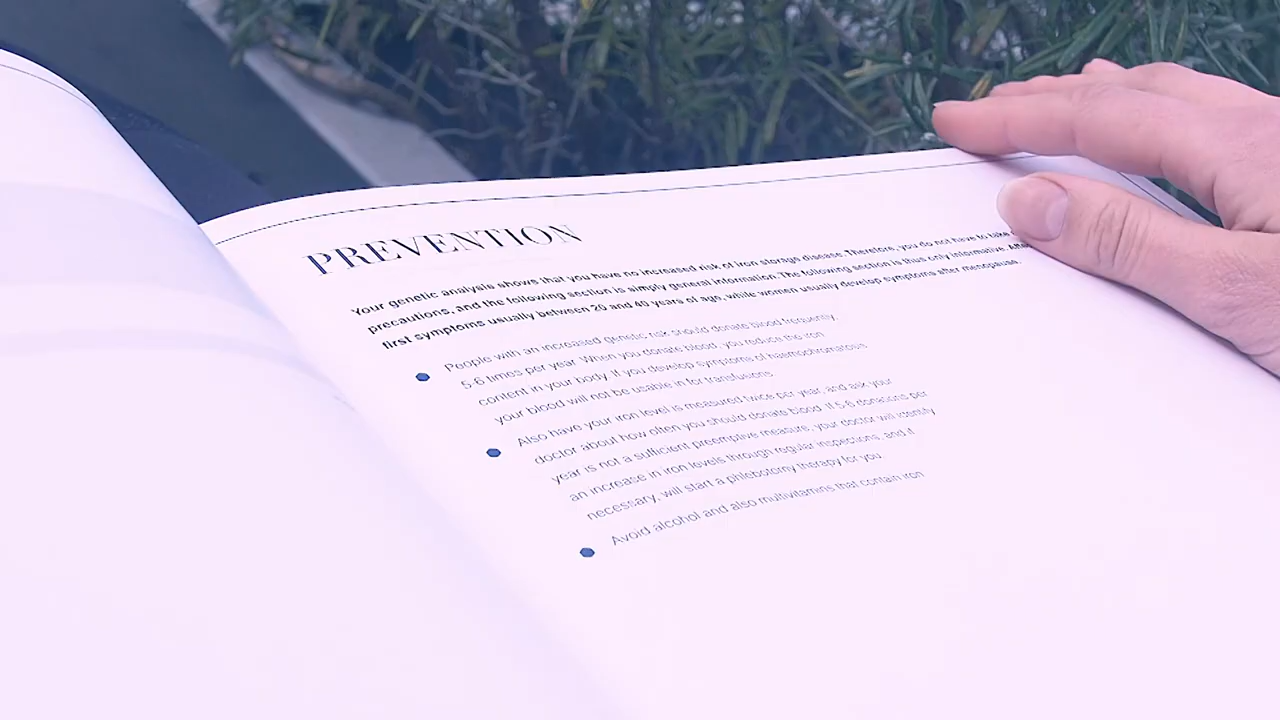 PREVENTION
Your genetic analysis shows that you have no increased risk of iron storage disease. Therefore, you do not have to take
precautions, and the following section is simply general information. The following section is thus only informative.
first symptoms usually between 20 and 40 years of age, while women usually develop symptoms after menopause.
People with an increased genetic risk should donate blood frequently,
5-6 times per year. When you donate blood, you reduce the iron
content in your body. If you develop symptoms of haemochromatosis
your blood will not be usable in for transfusions.
Also have your iron level is measured twice per year, and ask your
doctor about how often you should donate blood. If 5-6 donations per
year is not a sufficient preemptive measure, your doctor will identify
an increase in iron levels through regular inspections, and if
necessary, will start a phlebotomy therapy for you
Avoid alcohol and also multivitamins that contain iron